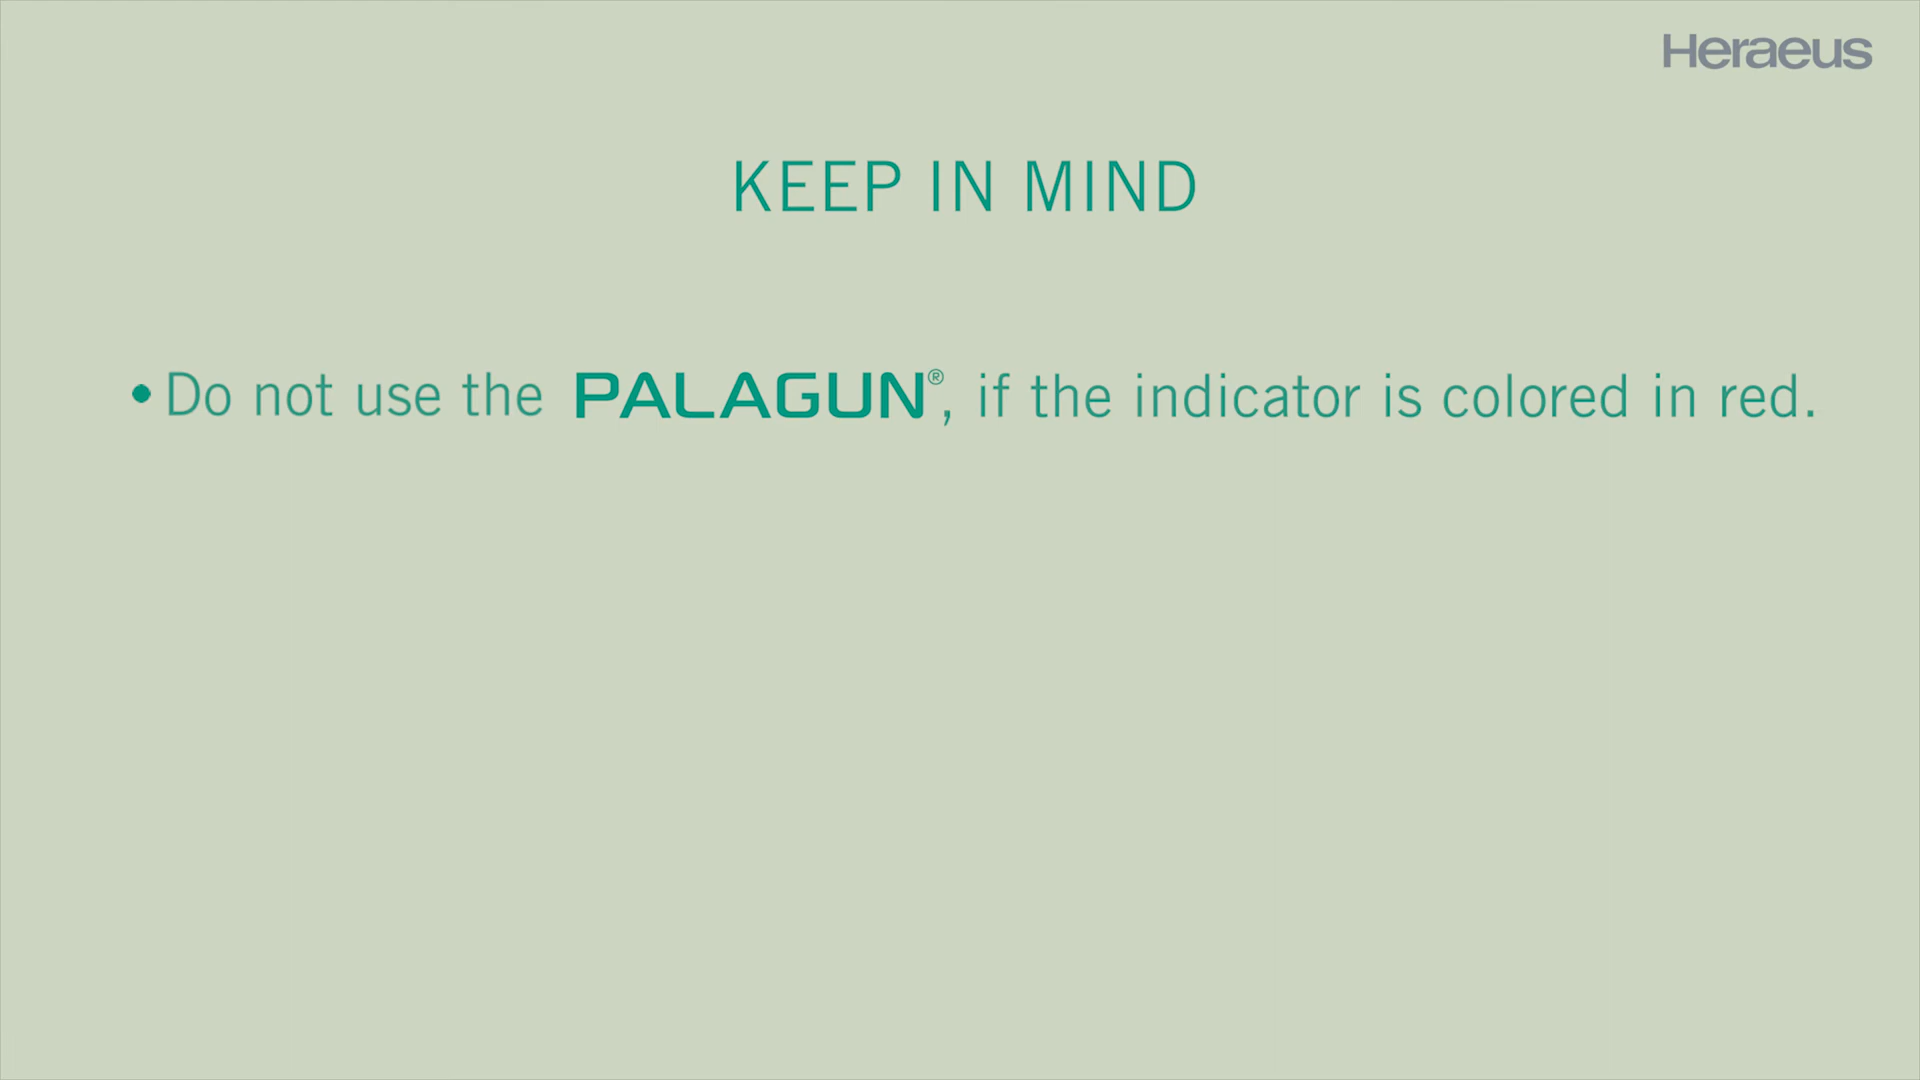 Heraeus
KEEP IN MIND
•Do not use the PALAGUN®, if the indicator is colored in red.